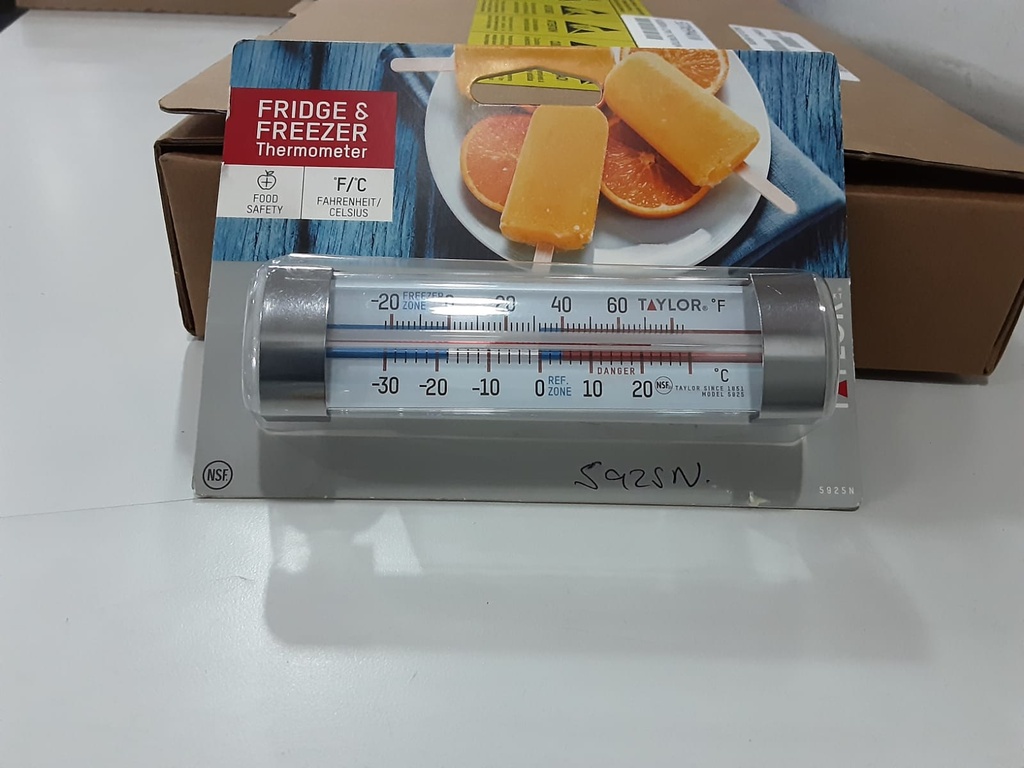 FRIDGE &
FREEZER
Thermometer
FOOD
SAFETY
°F/°C
FAHRENHEIT/
CELSIUS
-20 FREEZER ZONE 0 20 40 60 TAYLOR® °F
DANGER °C
-30 -20 -10 0 REF. ZONE 10 20 NSF. TAYLOR SINCE 1851
MODEL 5925
NSF.
5925N.
5925N